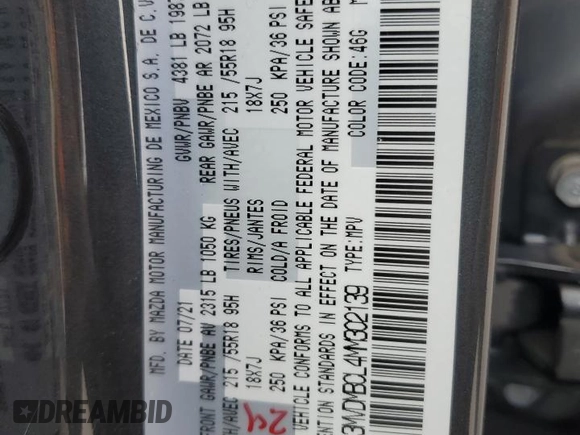 MFD. BY MAZDA MOTOR MANUFACTURING DE MEXICO S.A. DE C.V.
DATE 07/21 GVWR/PNBV 4381 LB 1987
FRONT GAWR/PNBE AV 2315 LB 1050 KG REAR GAWR/PNBE AR 2072 LB
H/AVEC 215 /55R18 95H TIRES/PNEUS WITH/AVEC 215 /55R18 95H
18X7J RIMS/JANTES 18X7J
250 KPA/36 PSI COLD/A FROID 250 KPA/36 PSI
VEHICLE CONFORMS TO ALL APPLICABLE FEDERAL MOTOR VEHICLE SAFE
ENTION STANDARDS IN EFFECT ON THE DATE OF MANUFACTURE SHOWN ABO
TYPE:MPV COLOR CODE:46G
24
AUTOBIDCAR